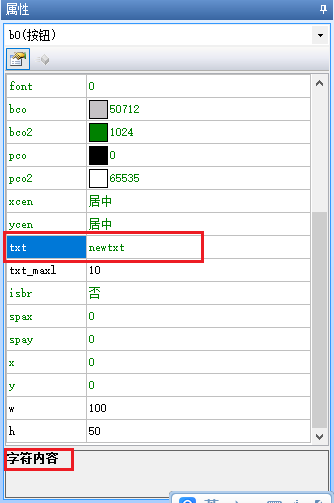 属性
b0(按钮)
font 0
bco 50712
bco2 1024
pco 0
pco2 65535
xcen 居中
ycen 居中
txt newtxt
txt_maxl 10
isbr 否
spax 0
spay 0
x 0
y 0
w 100
h 50
字符内容